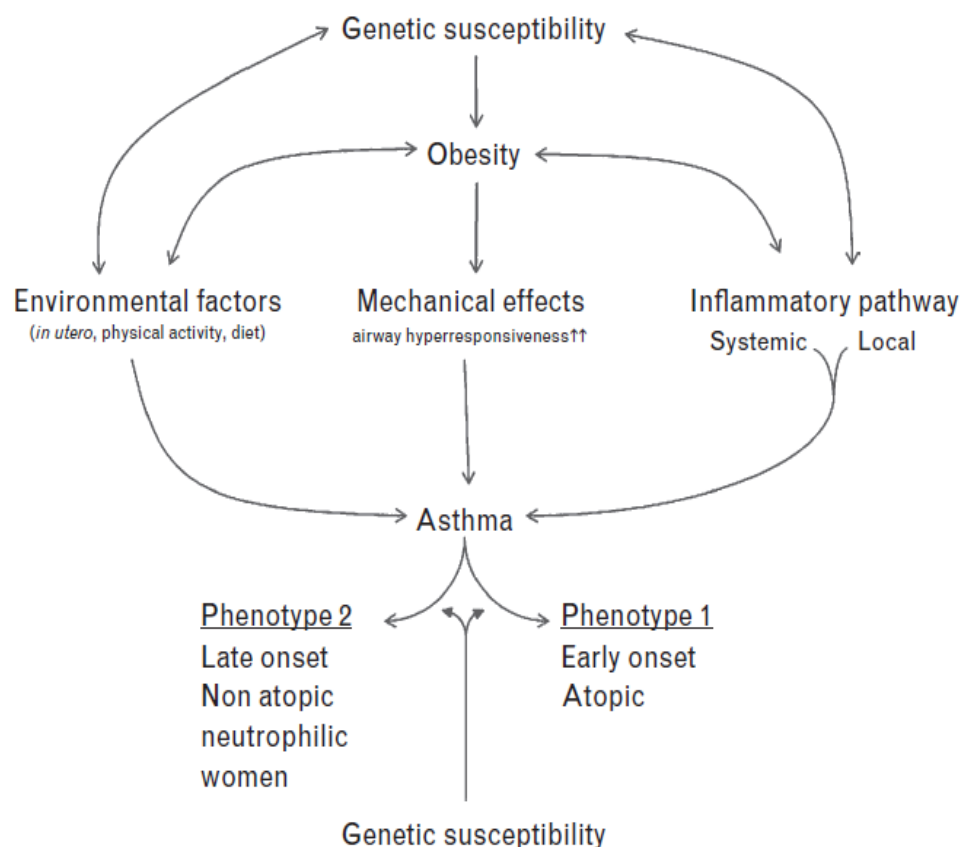 Genetic susceptibility
Obesity
Environmental factors
(in utero, physical activity, diet)
Mechanical effects
airway hyperresponsiveness↑↑
Inflammatory pathway
Systemic Local
Asthma
Phenotype 2
Late onset
Non atopic
neutrophilic
women
Phenotype 1
Early onset
Atopic
Genetic susceptibility